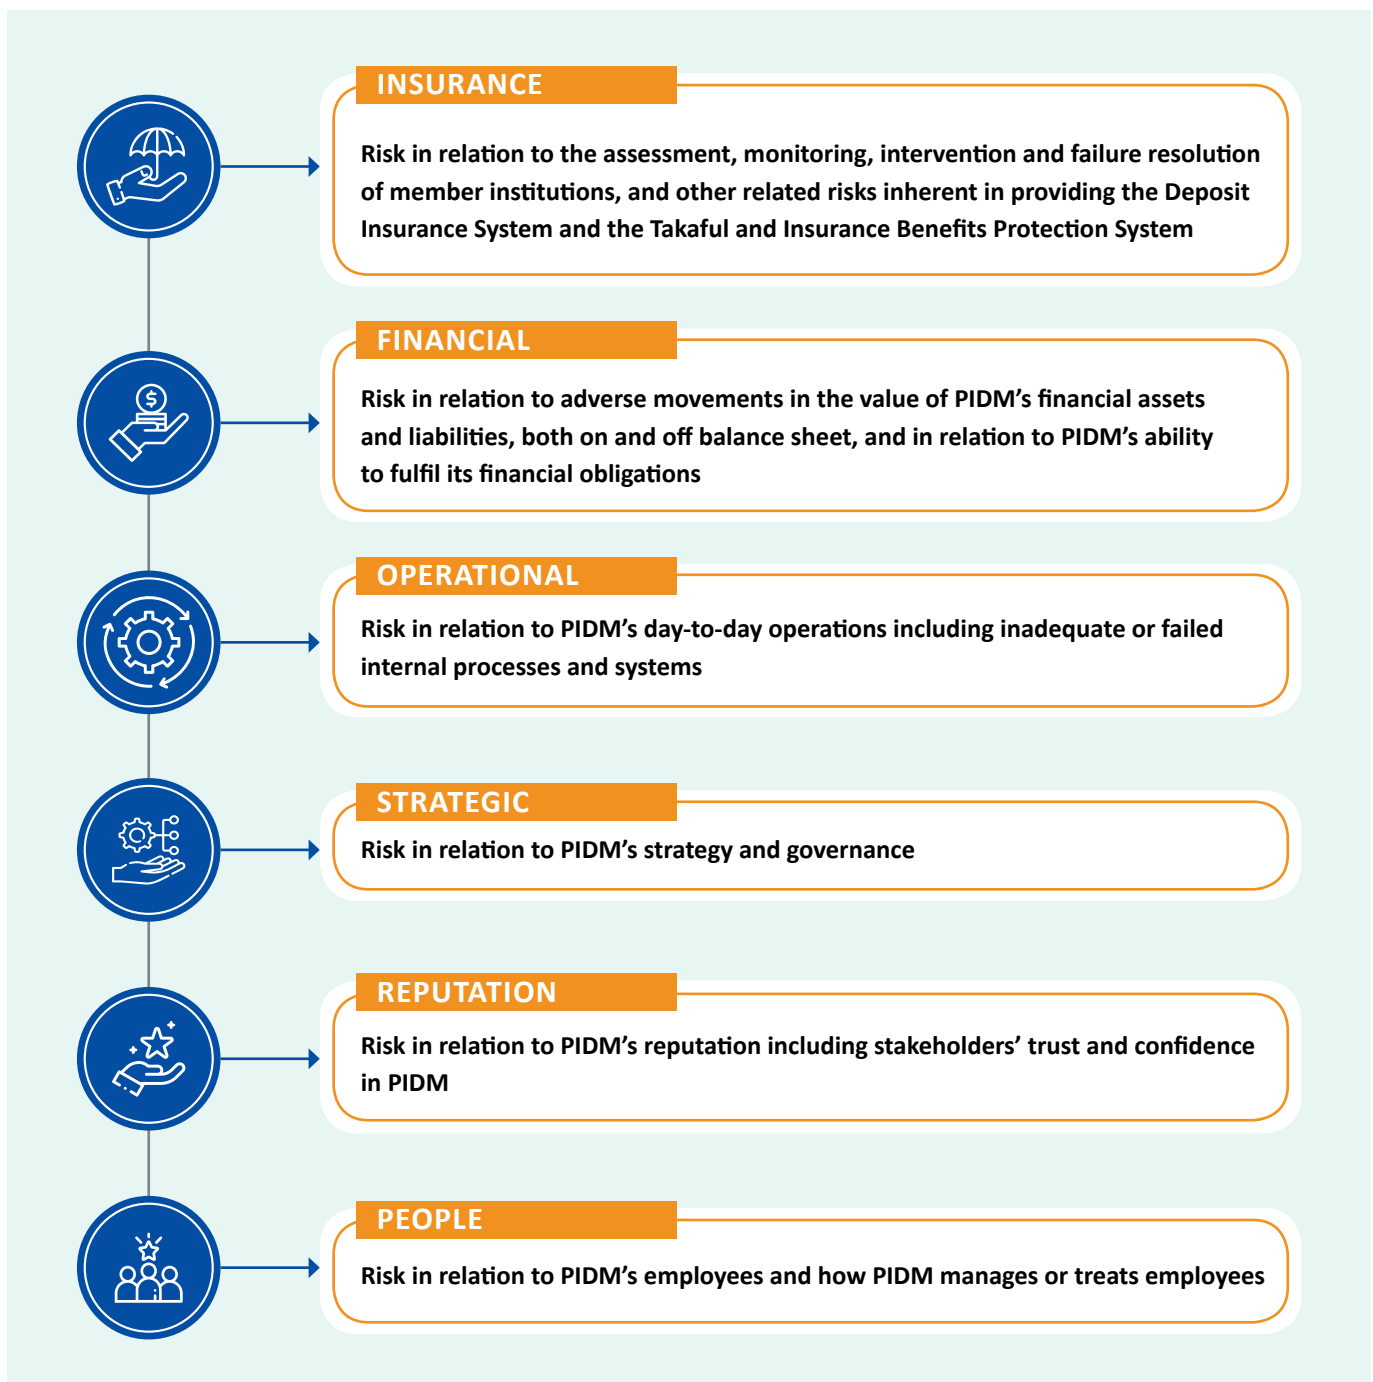 INSURANCE
Risk in relation to the assessment, monitoring, intervention and failure resolution
of member institutions, and other related risks inherent in providing the Deposit
Insurance System and the Takaful and Insurance Benefits Protection System
FINANCIAL
$
Risk in relation to adverse movements in the value of PIDM’s financial assets
and liabilities, both on and off balance sheet, and in relation to PIDM’s ability
to fulfil its financial obligations
OPERATIONAL
Risk in relation to PIDM’s day-to-day operations including inadequate or failed
internal processes and systems
STRATEGIC
Risk in relation to PIDM’s strategy and governance
REPUTATION
Risk in relation to PIDM’s reputation including stakeholders’ trust and confidence
in PIDM
PEOPLE
Risk in relation to PIDM’s employees and how PIDM manages or treats employees